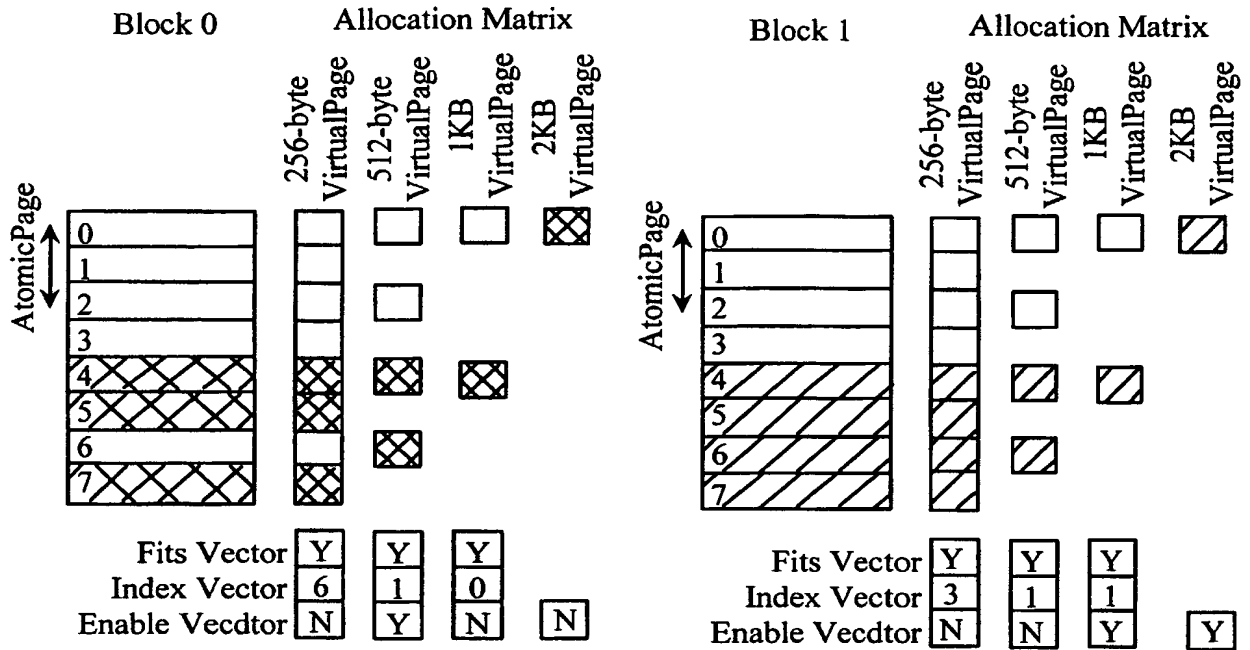 Block 0
Allocation Matrix
256-byte
VirtualPage
512-byte
VirtualPage
1KB
VirtualPage
2KB
VirtualPage
AtomicPage
0
1
2
3
4
5
6
7
Fits Vector Y Y Y
Index Vector 6 1 0
Enable Vecdtor N Y N N
Block 1
Allocation Matrix
256-byte
VirtualPage
512-byte
VirtualPage
1KB
VirtualPage
2KB
VirtualPage
AtomicPage
0
1
2
3
4
5
6
7
Fits Vector Y Y Y
Index Vector 3 1 1
Enable Vecdtor N N Y Y